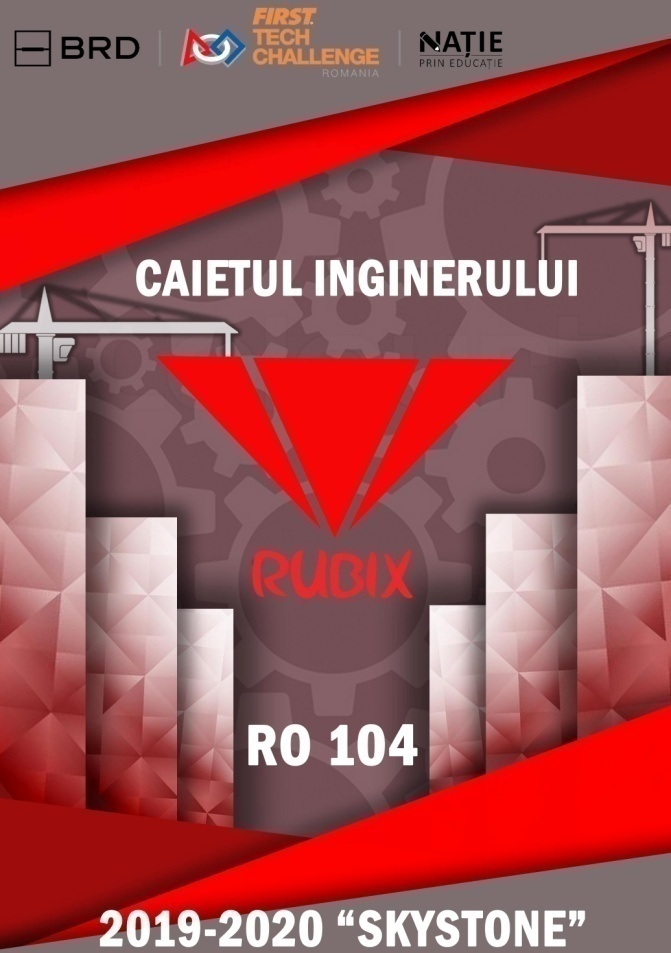 BRD
FIRST
TECH
CHALLENGE
ROMANIA
NAȚIE
PRIN EDUCAȚIE
CAIETUL INGINERULUI
RUBIX
RO 104
2019-2020 “SKYSTONE”